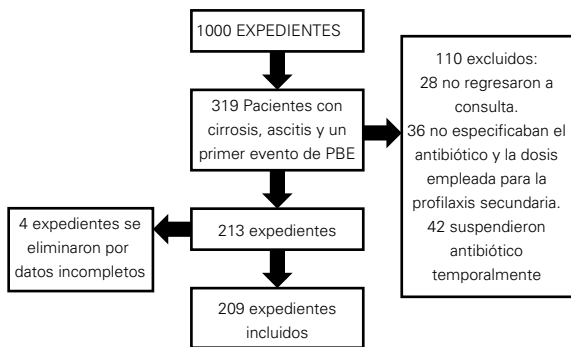 1000 EXPEDIENTES
319 Pacientes con
cirrosis, ascitis y un
primer evento de PBE
110 excluidos:
28 no regresaron a
consulta.
36 no especificaban el
antibiótico y la dosis
empleada para la
profilaxis secundaria.
42 suspendieron
antibiótico
temporalmente
213 expedientes
4 expedientes se
eliminaron por
datos incompletos
209 expedientes
incluidos